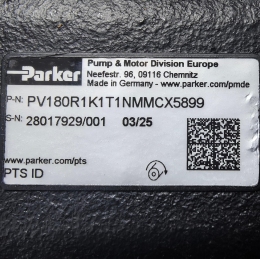 Parker
Pump & Motor Division Europe
Neefestr. 96, 09116 Chemnitz
Made in Germany - www.parker.com/pmde
P-N: PV180R1K1T1NMMCX5899
S-N: 28017929/001 03/25
www.parker.com/pts
PTS ID